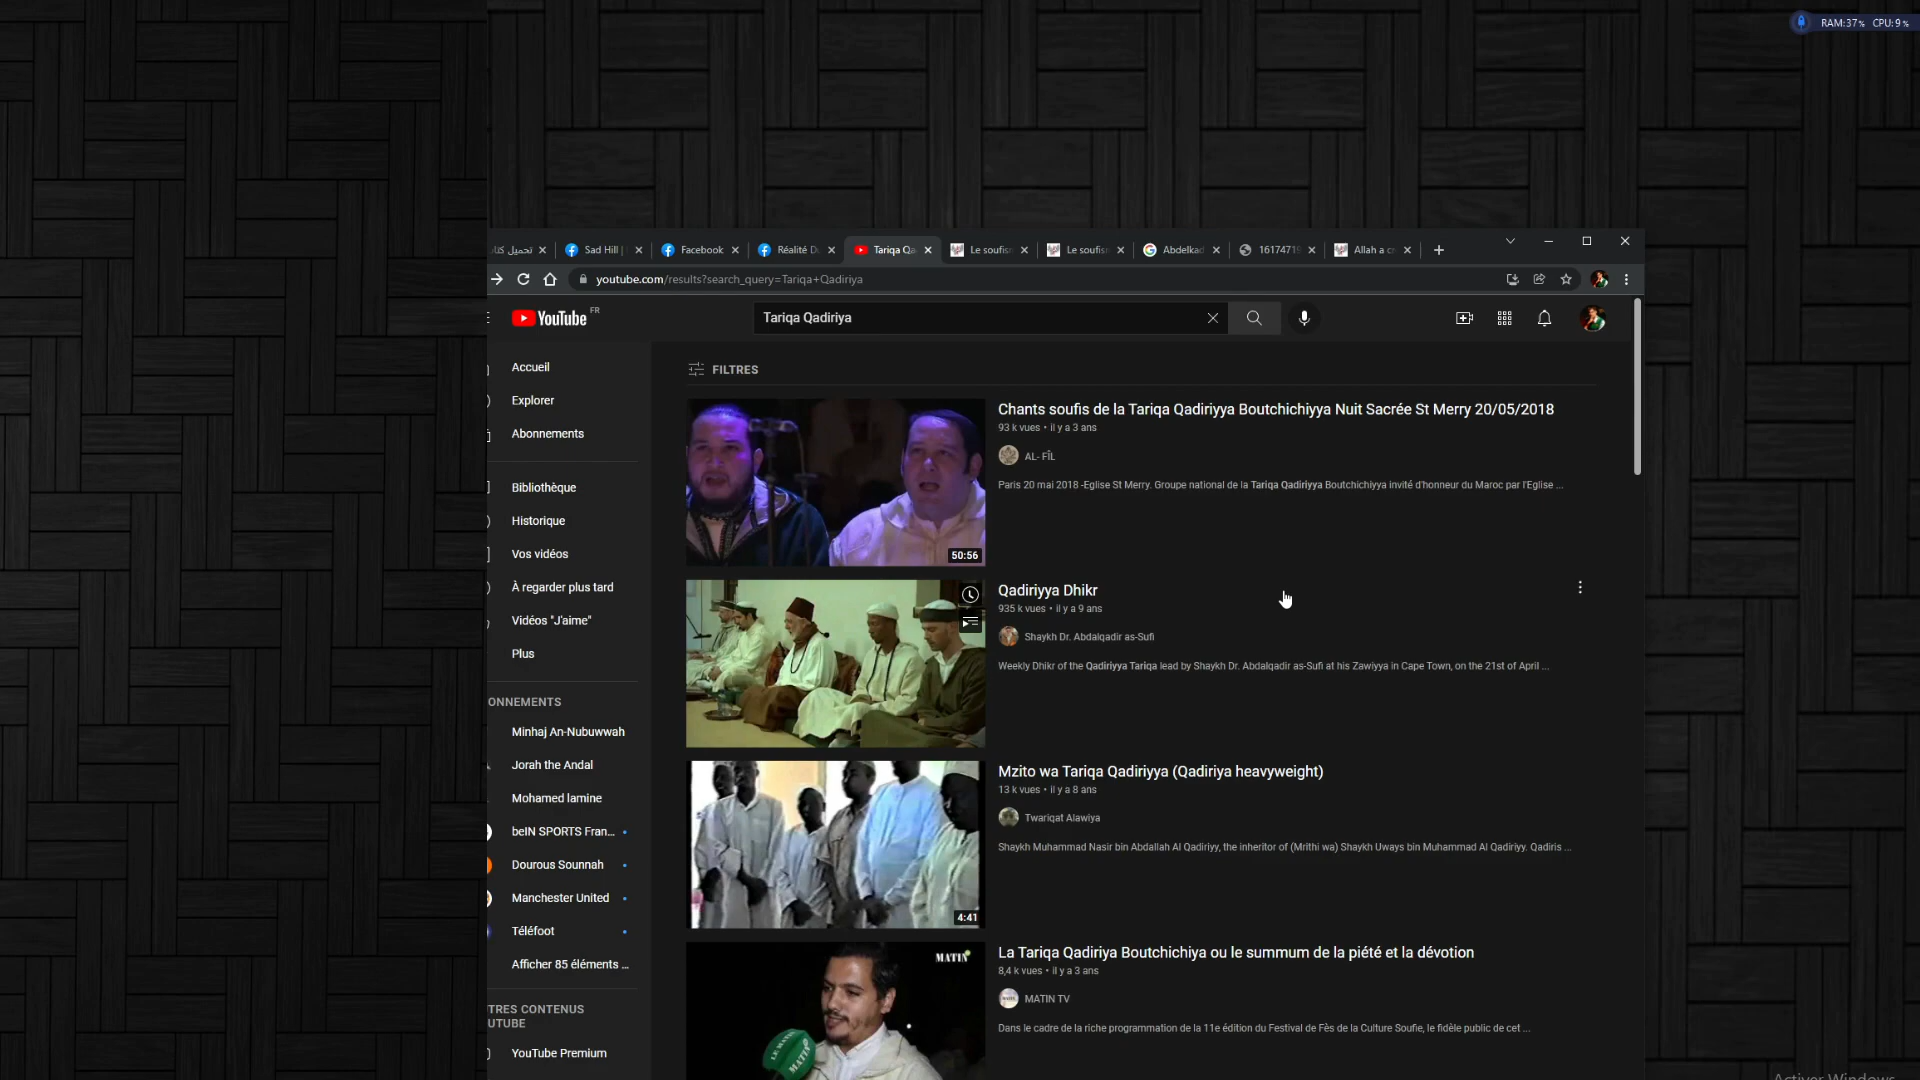 RAM:37% CPU:9%
Sad Hill |
Facebook
Réalité Du
Tariqa Qa
Le soufism
Le soufism
Abdelkad
16174719
Allah a cr
youtube.com/results?search_query=Tariqa+Qadiriya
YouTube FR
Tariqa Qadiriya
Accueil
Explorer
Abonnements
Bibliothèque
Historique
Vos vidéos
À regarder plus tard
Vidéos "J'aime"
Plus
ONNEMENTS
Minhaj An-Nubuwwah
Jorah the Andal
Mohamed lamine
beIN SPORTS Fran...
Dourous Sounnah
Manchester United
Téléfoot
Afficher 85 éléments ...
TRES CONTENUS
UTUBE
YouTube Premium
FILTRES
50:56
Chants soufis de la Tariqa Qadiriyya Boutchichiyya Nuit Sacrée St Merry 20/05/2018
93 k vues • il y a 3 ans
AL- FÎL
Paris 20 mai 2018 -Eglise St Merry. Groupe national de la Tariqa Qadiriyya Boutchichiyya invité d'honneur du Maroc par l'Eglise ...
Qadiriyya Dhikr
935 k vues • il y a 9 ans
Shaykh Dr. Abdalqadir as-Sufi
Weekly Dhikr of the Qadiriyya Tariqa lead by Shaykh Dr. Abdalqadir as-Sufi at his Zawiyya in Cape Town, on the 21st of April ...
4:41
Mzito wa Tariqa Qadiriyya (Qadiriya heavyweight)
13 k vues • il y a 8 ans
Twariqat Alawiya
Shaykh Muhammad Nasir bin Abdallah Al Qadiriyy, the inheritor of (Mrithi wa) Shaykh Uways bin Muhammad Al Qadiriyy. Qadiris ...
MATIN
LE MATIN
MATIN
La Tariqa Qadiriya Boutchichiya ou le summum de la piété et la dévotion
8,4 k vues • il y a 3 ans
MATIN TV
Dans le cadre de la riche programmation de la 11e édition du Festival de Fès de la Culture Soufie, le fidèle public de cet ...
Activer Windows